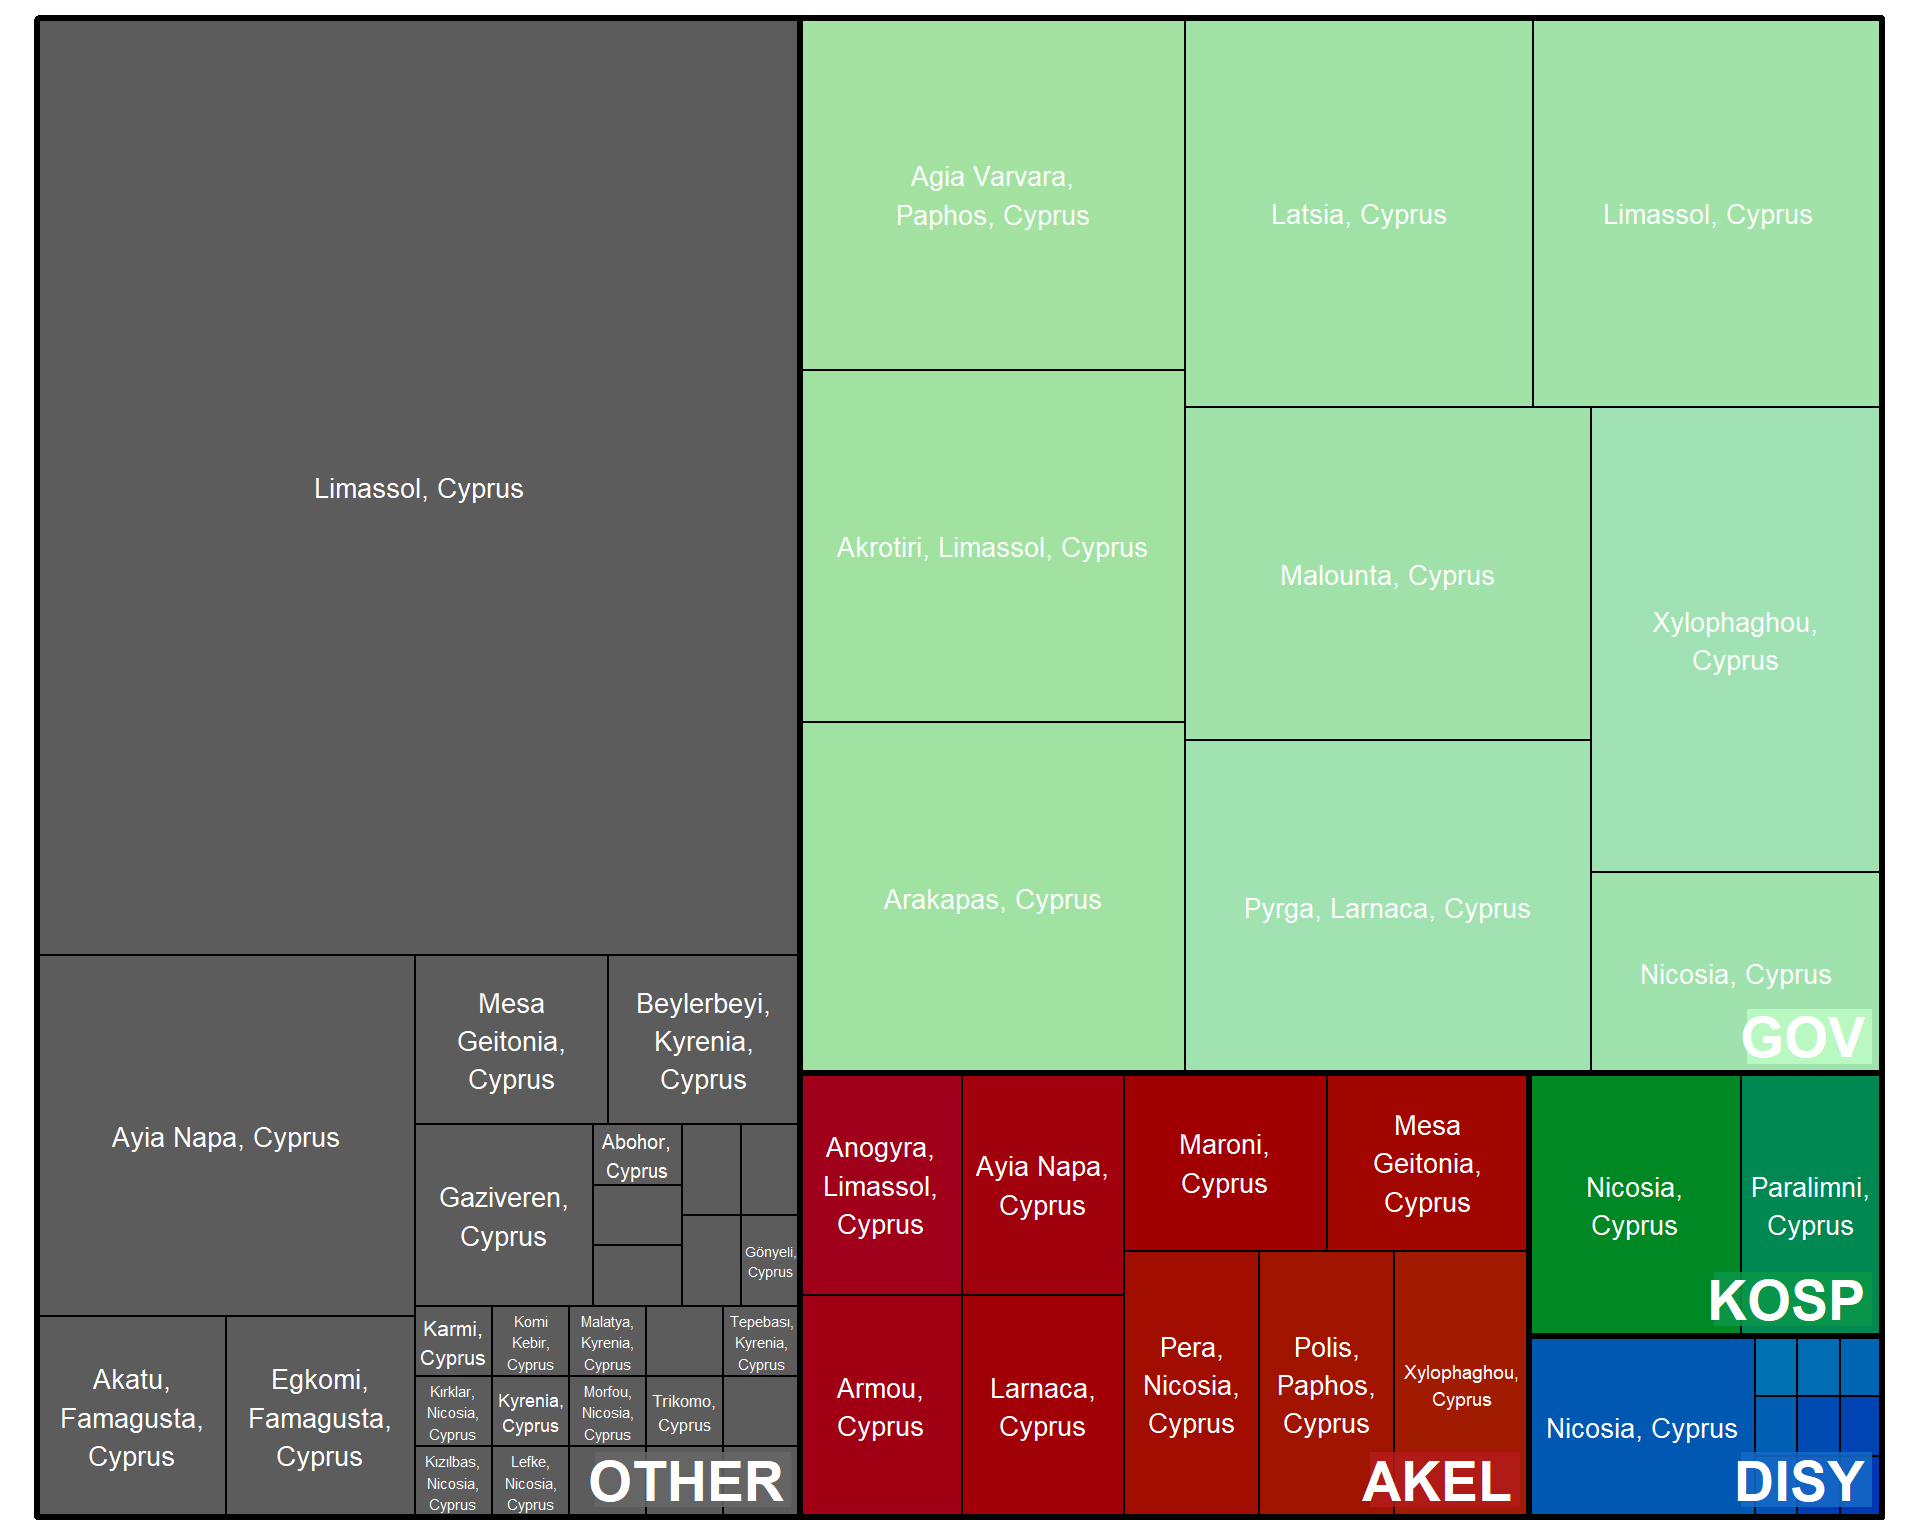 Limassol, Cyprus
Ayia Napa, Cyprus
Akatu,
Famagusta,
Cyprus
Egkomi,
Famagusta,
Cyprus
Mesa
Geitonia,
Cyprus
Beylerbeyi,
Kyrenia,
Cyprus
Gaziveren,
Cyprus
Abohor,
Cyprus
Gönyeli,
Cyprus
Karmi,
Cyprus
Komi
Kebir,
Cyprus
Malatya,
Kyrenia,
Cyprus
Tepebası,
Kyrenia,
Cyprus
Kırklar,
Nicosia,
Cyprus
Kyrenia,
Cyprus
Morfou,
Nicosia,
Cyprus
Trikomo,
Cyprus
Kızılbas,
Nicosia,
Cyprus
Lefke,
Nicosia,
Cyprus
OTHER
Agia Varvara,
Paphos, Cyprus
Latsia, Cyprus
Limassol, Cyprus
Akrotiri, Limassol, Cyprus
Malounta, Cyprus
Xylophaghou,
Cyprus
Arakapas, Cyprus
Pyrga, Larnaca, Cyprus
Nicosia, Cyprus
GOV
Anogyra,
Limassol,
Cyprus
Ayia Napa,
Cyprus
Maroni,
Cyprus
Mesa
Geitonia,
Cyprus
Armou,
Cyprus
Larnaca,
Cyprus
Pera,
Nicosia,
Cyprus
Polis,
Paphos,
Cyprus
Xylophaghou,
Cyprus
AKEL
Nicosia,
Cyprus
Paralimni,
Cyprus
KOSP
Nicosia, Cyprus
DISY